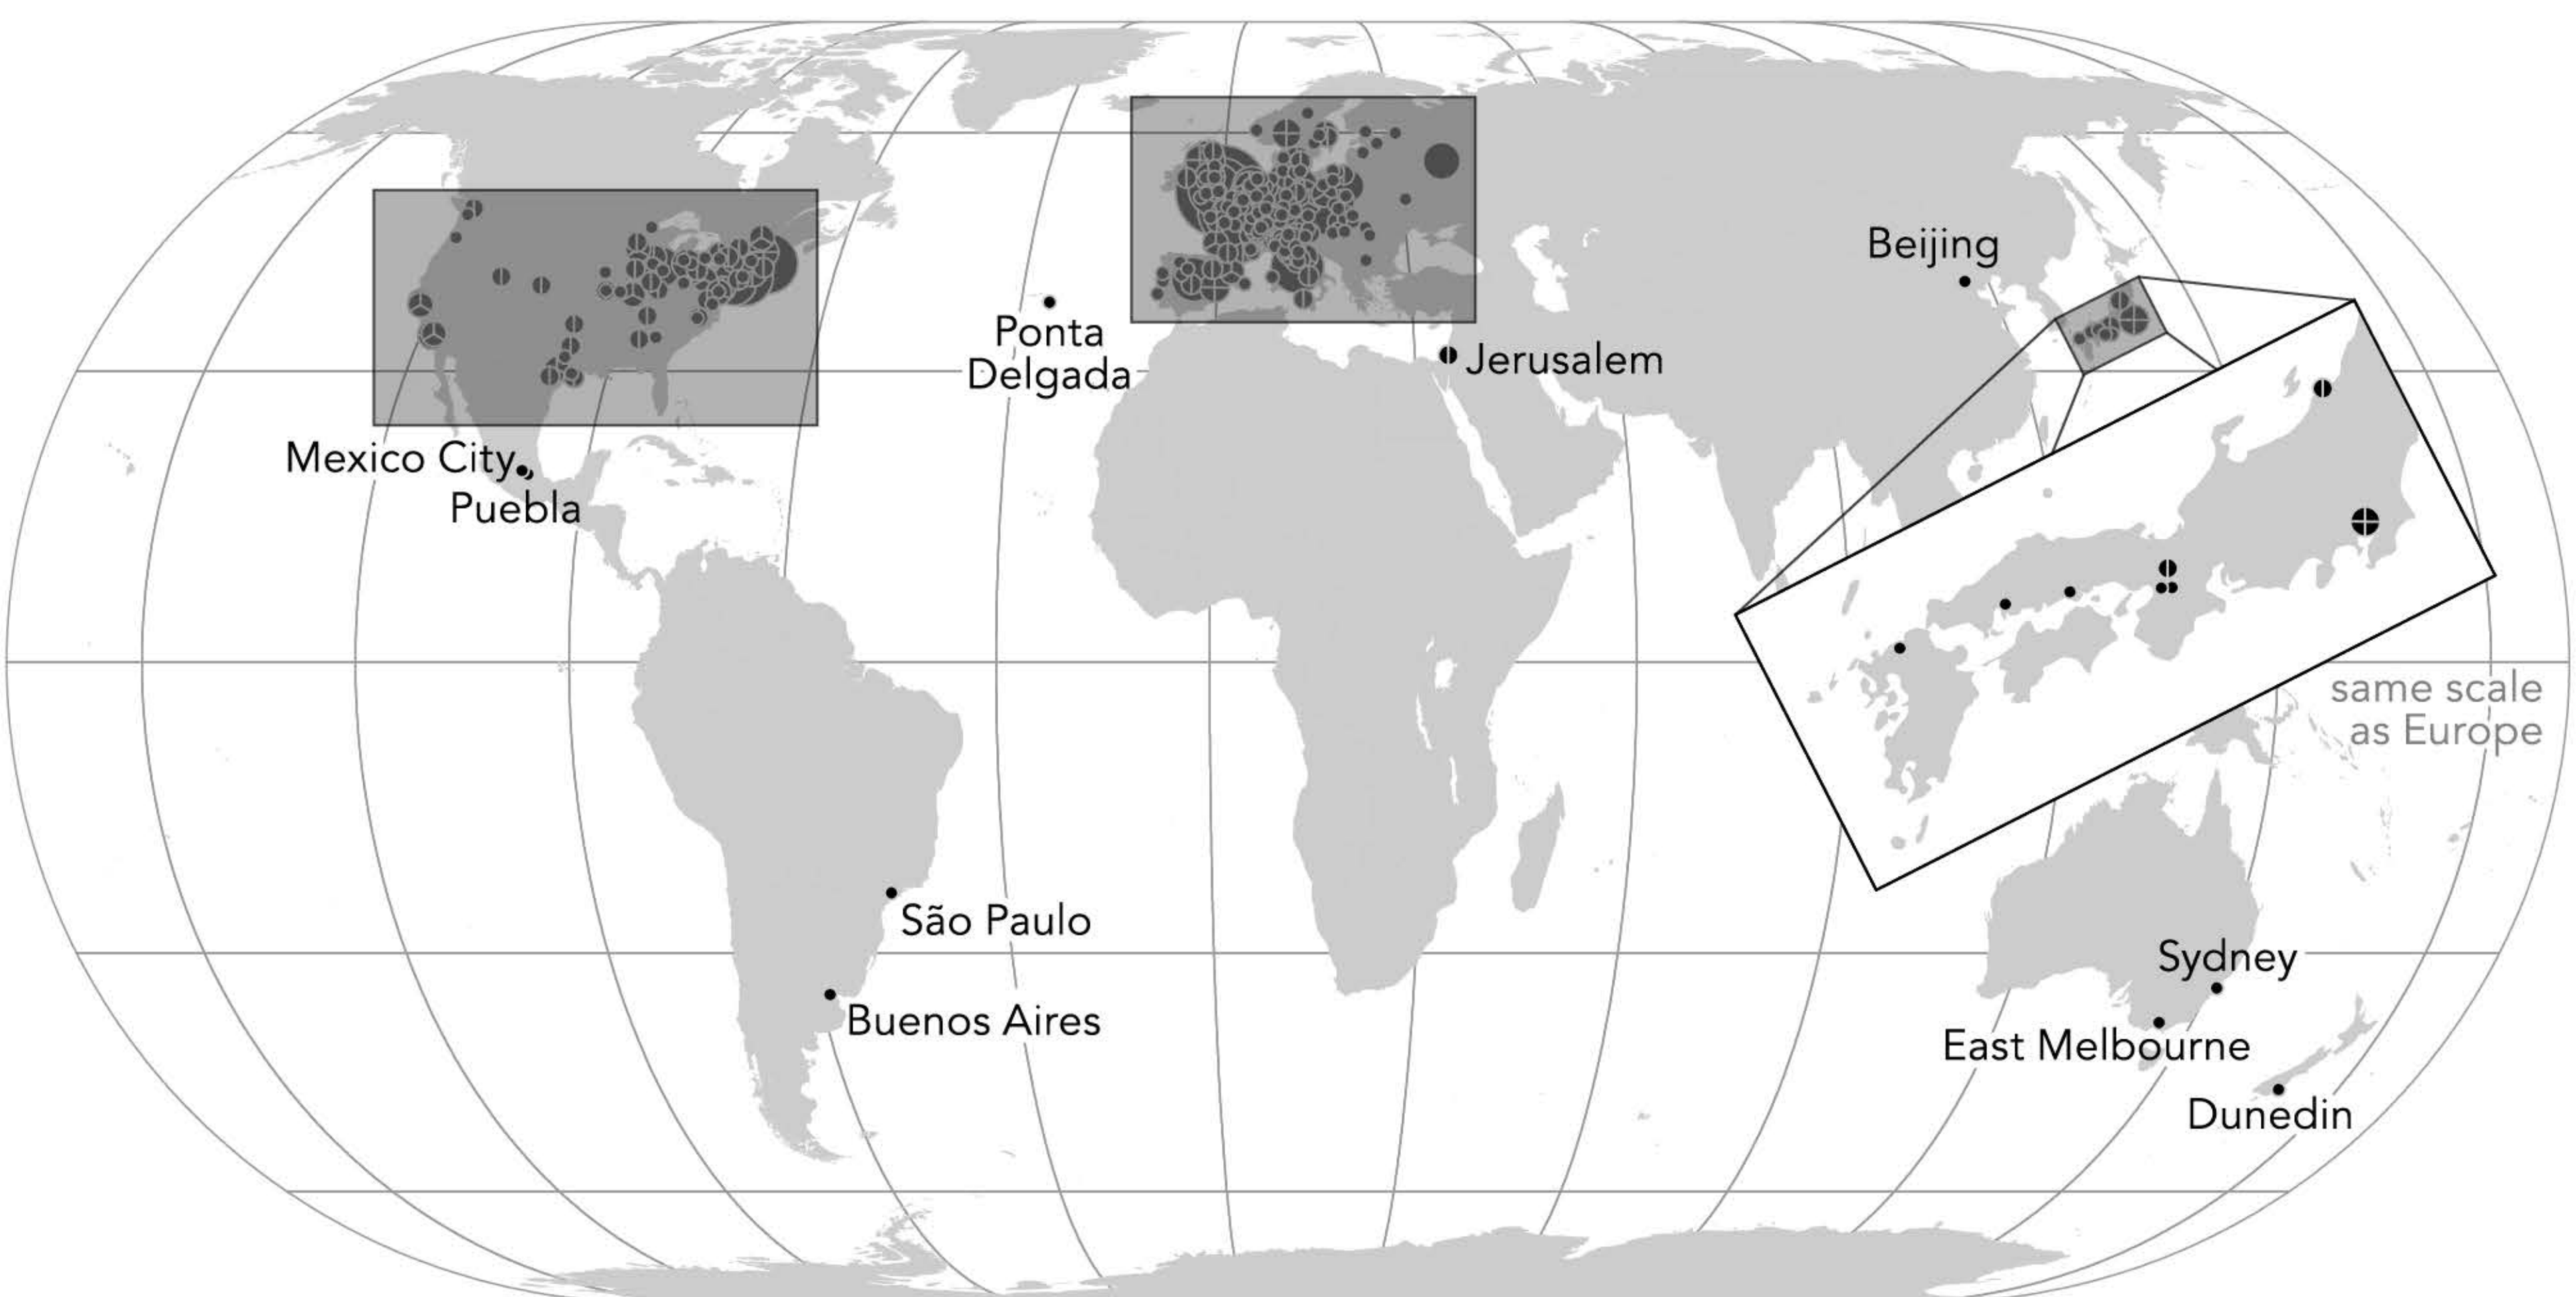 Beijing
Ponta
Delgada
Jerusalem
Mexico City
Puebla
same scale
as Europe
São Paulo
Sydney
Buenos Aires
East Melbourne
Dunedin